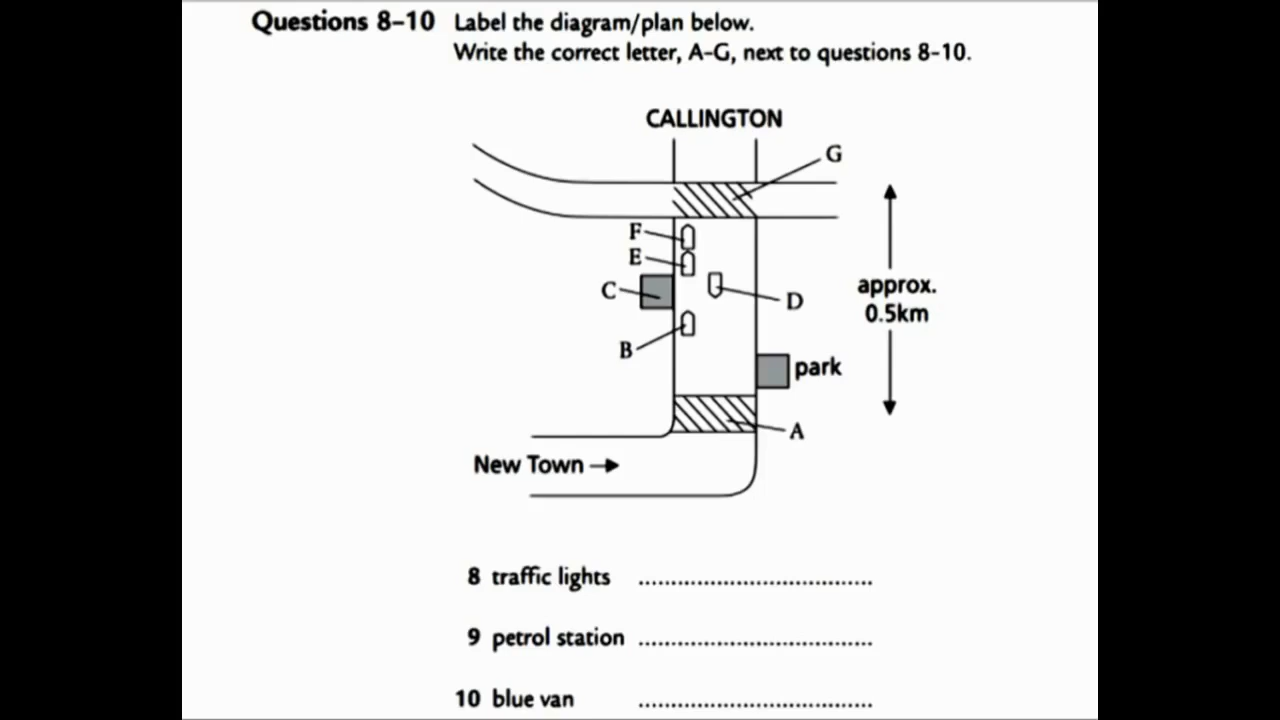 Questions 8–10 Label the diagram/plan below.
Write the correct letter, A–G, next to questions 8–10.
CALLINGTON
G
F
E
C
D
approx.
0.5km
B
park
A
New Town
8 traffic lights ....................................
9 petrol station ....................................
10 blue van ....................................